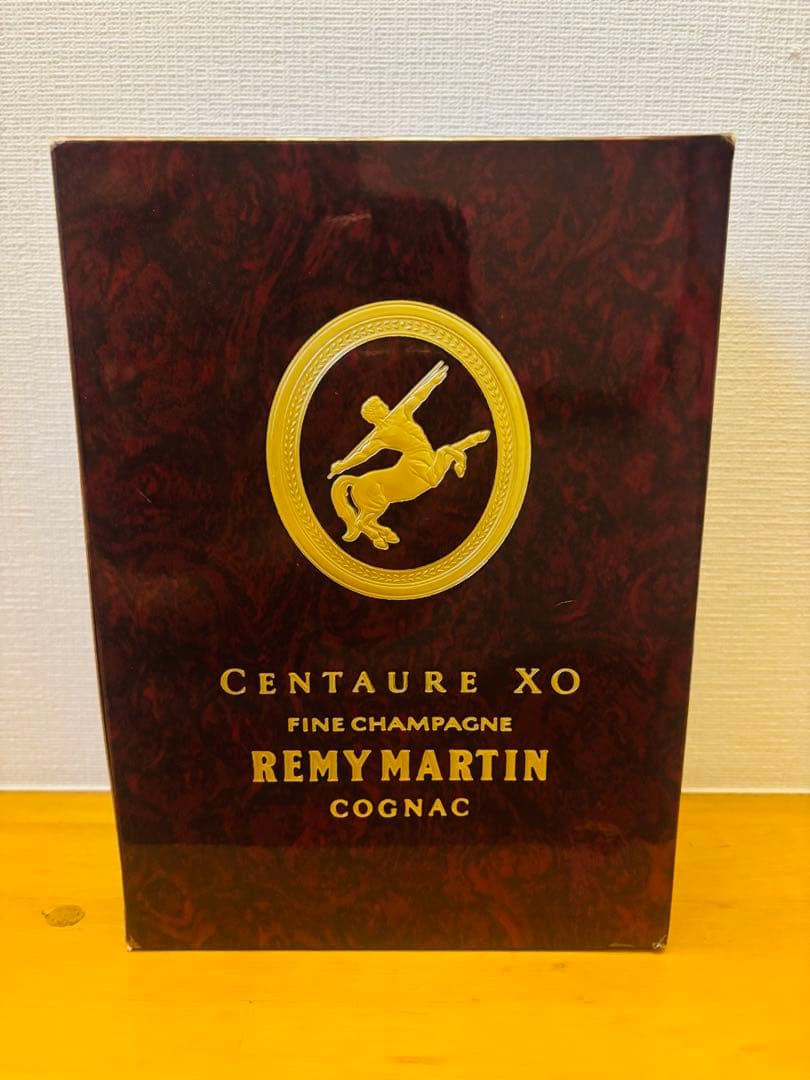 CENTAURE XO
FINE CHAMPAGNE
REMY MARTIN
COGNAC